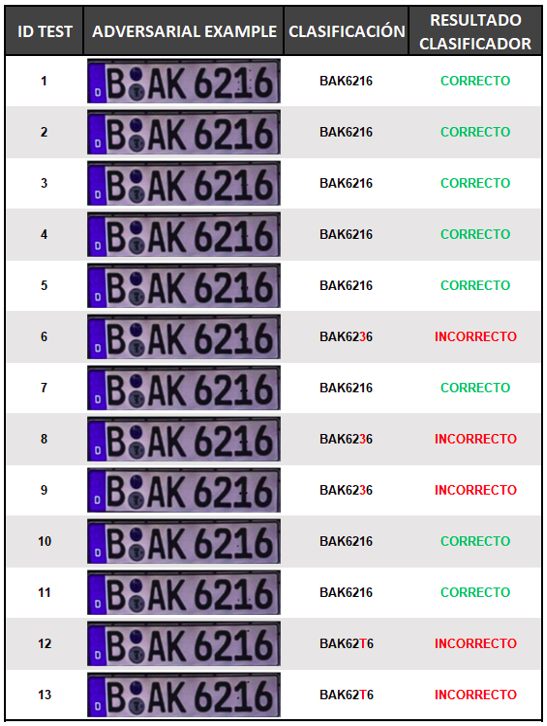 ID TEST ADVERSARIAL EXAMPLE CLASIFICACIÓN RESULTADO CLASIFICADOR
1 D B AK 6216 BAK6216 CORRECTO
2 D B AK 6216 BAK6216 CORRECTO
3 D B AK 6216 BAK6216 CORRECTO
4 D B AK 6216 BAK6216 CORRECTO
5 D B AK 6216 BAK6216 CORRECTO
6 D B AK 6216 BAK6236 INCORRECTO
7 D B AK 6216 BAK6216 CORRECTO
8 D B AK 6216 BAK6236 INCORRECTO
9 D B AK 6216 BAK6236 INCORRECTO
10 D B AK 6216 BAK6216 CORRECTO
11 D B AK 6216 BAK6216 CORRECTO
12 D B AK 6216 BAK62T6 INCORRECTO
13 D B AK 6216 BAK62T6 INCORRECTO